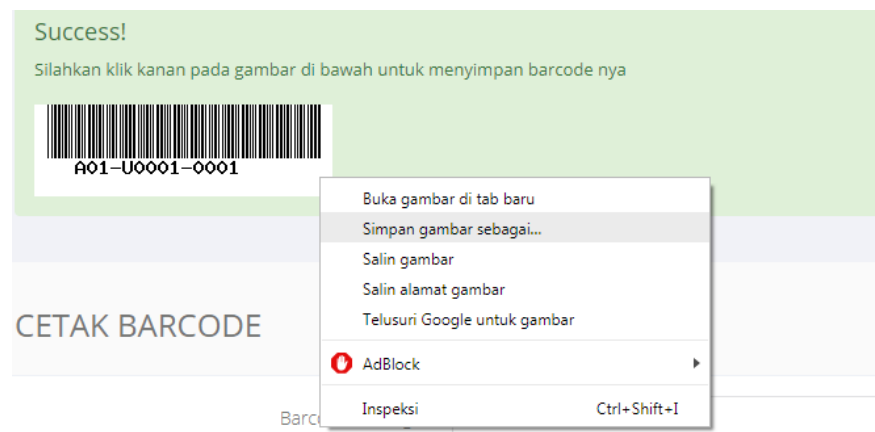 Success!
Silahkan klik kanan pada gambar di bawah untuk menyimpan barcode nya
A01-U0001-0001
Buka gambar di tab baru
Simpan gambar sebagai...
Salin gambar
Salin alamat gambar
Telusuri Google untuk gambar
CETAK BARCODE
AdBlock
Inspeksi Ctrl+Shift+I